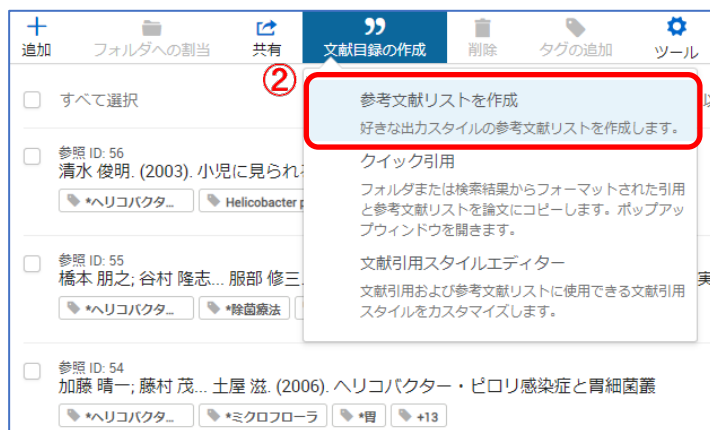 追加 フォルダへの割当 共有 文献目録の作成 削除 タグの追加 ツール
②
すべて選択
参考文献リストを作成
好きな出力スタイルの参考文献リストを作成します。
参照 ID: 56
清水 俊明. (2003). 小児に見られ
*ヘリコバクタ... Helicobacter p
クイック引用
フォルダまたは検索結果からフォーマットされた引用
と参考文献リストを論文にコピーします。ポップアッ
プウィンドウを開きます。
参照 ID: 55
橋本 朋之; 谷村 隆志... 服部 修三.
*ヘリコバクタ... *除菌療法
文献引用スタイルエディター
文献引用および参考文献リストに使用できる文献引用
スタイルをカスタマイズします。
参照 ID: 54
加藤 晴一; 藤村 茂... 土屋 滋. (2006). ヘリコバクター・ピロリ感染症と胃細菌叢
*ヘリコバクタ... *ミクロフローラ *胃 +13